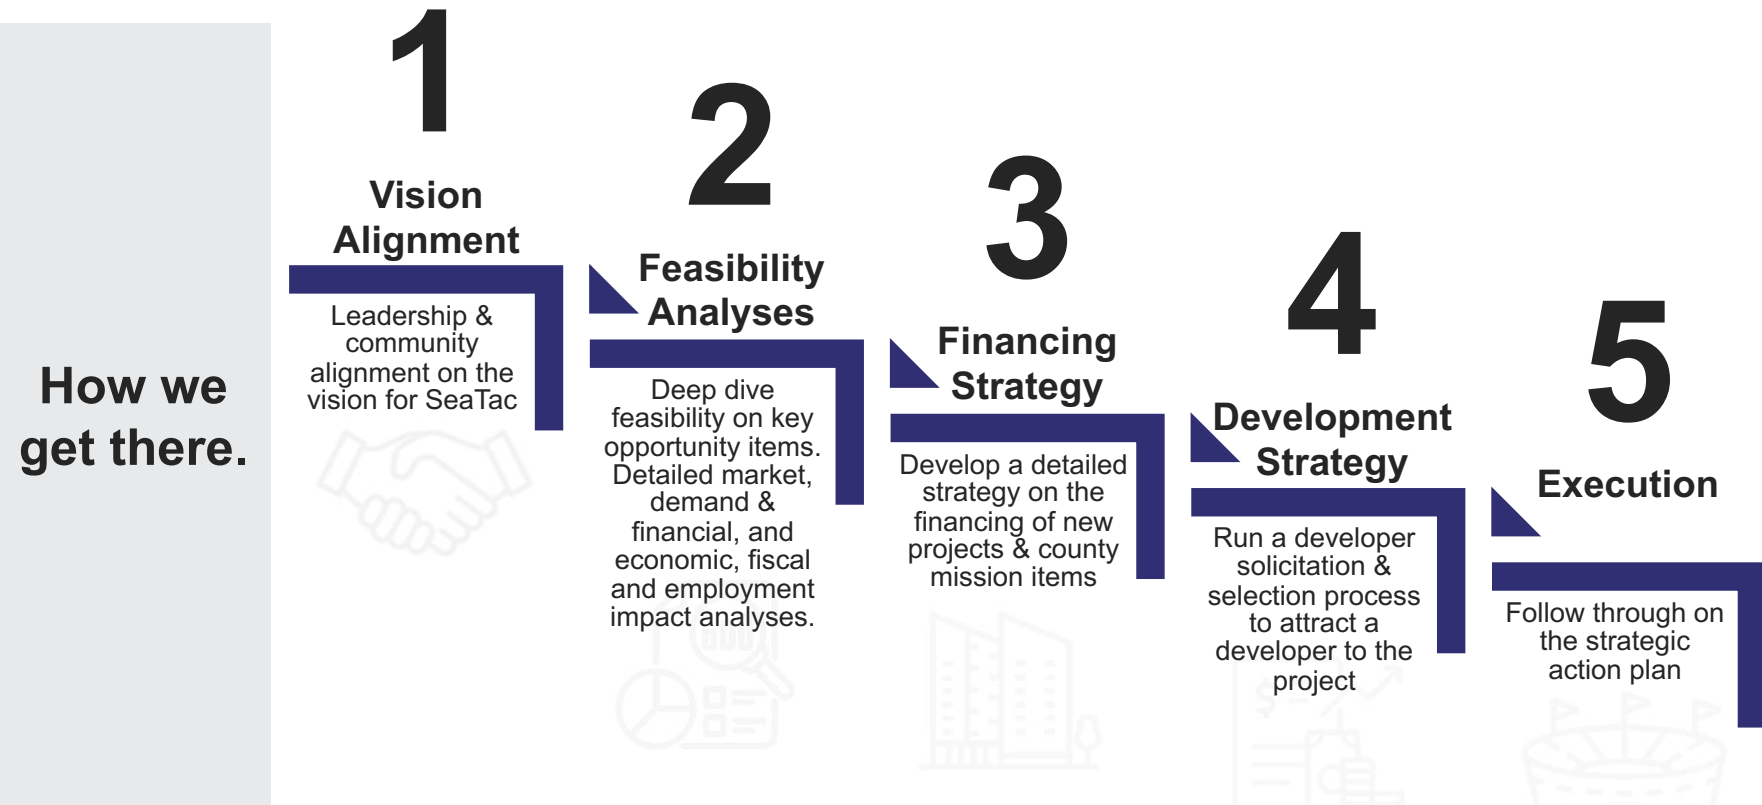 How we
get there.
1
Vision
Alignment
Leadership &
community
alignment on the
vision for SeaTac
2
Feasibility
Analyses
Deep dive
feasibility on key
opportunity items.
Detailed market,
demand &
financial, and
economic, fiscal
and employment
impact analyses.
3
Financing
Strategy
Develop a detailed
strategy on the
financing of new
projects & county
mission items
4
Development
Strategy
Run a developer
solicitation &
selection process
to attract a
developer to the
project
$
5
Execution
Follow through on
the strategic
action plan